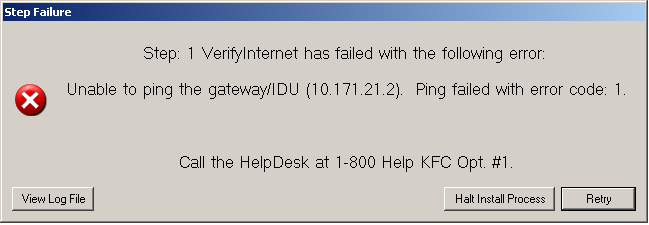 Step Failure
Step: 1 VerifyInternet has failed with the following error:
Unable to ping the gateway/IDU (10.171.21.2).  Ping failed with error code: 1.
Call the HelpDesk at 1-800 Help KFC Opt. #1.
View Log File
Halt Install Process
Retry